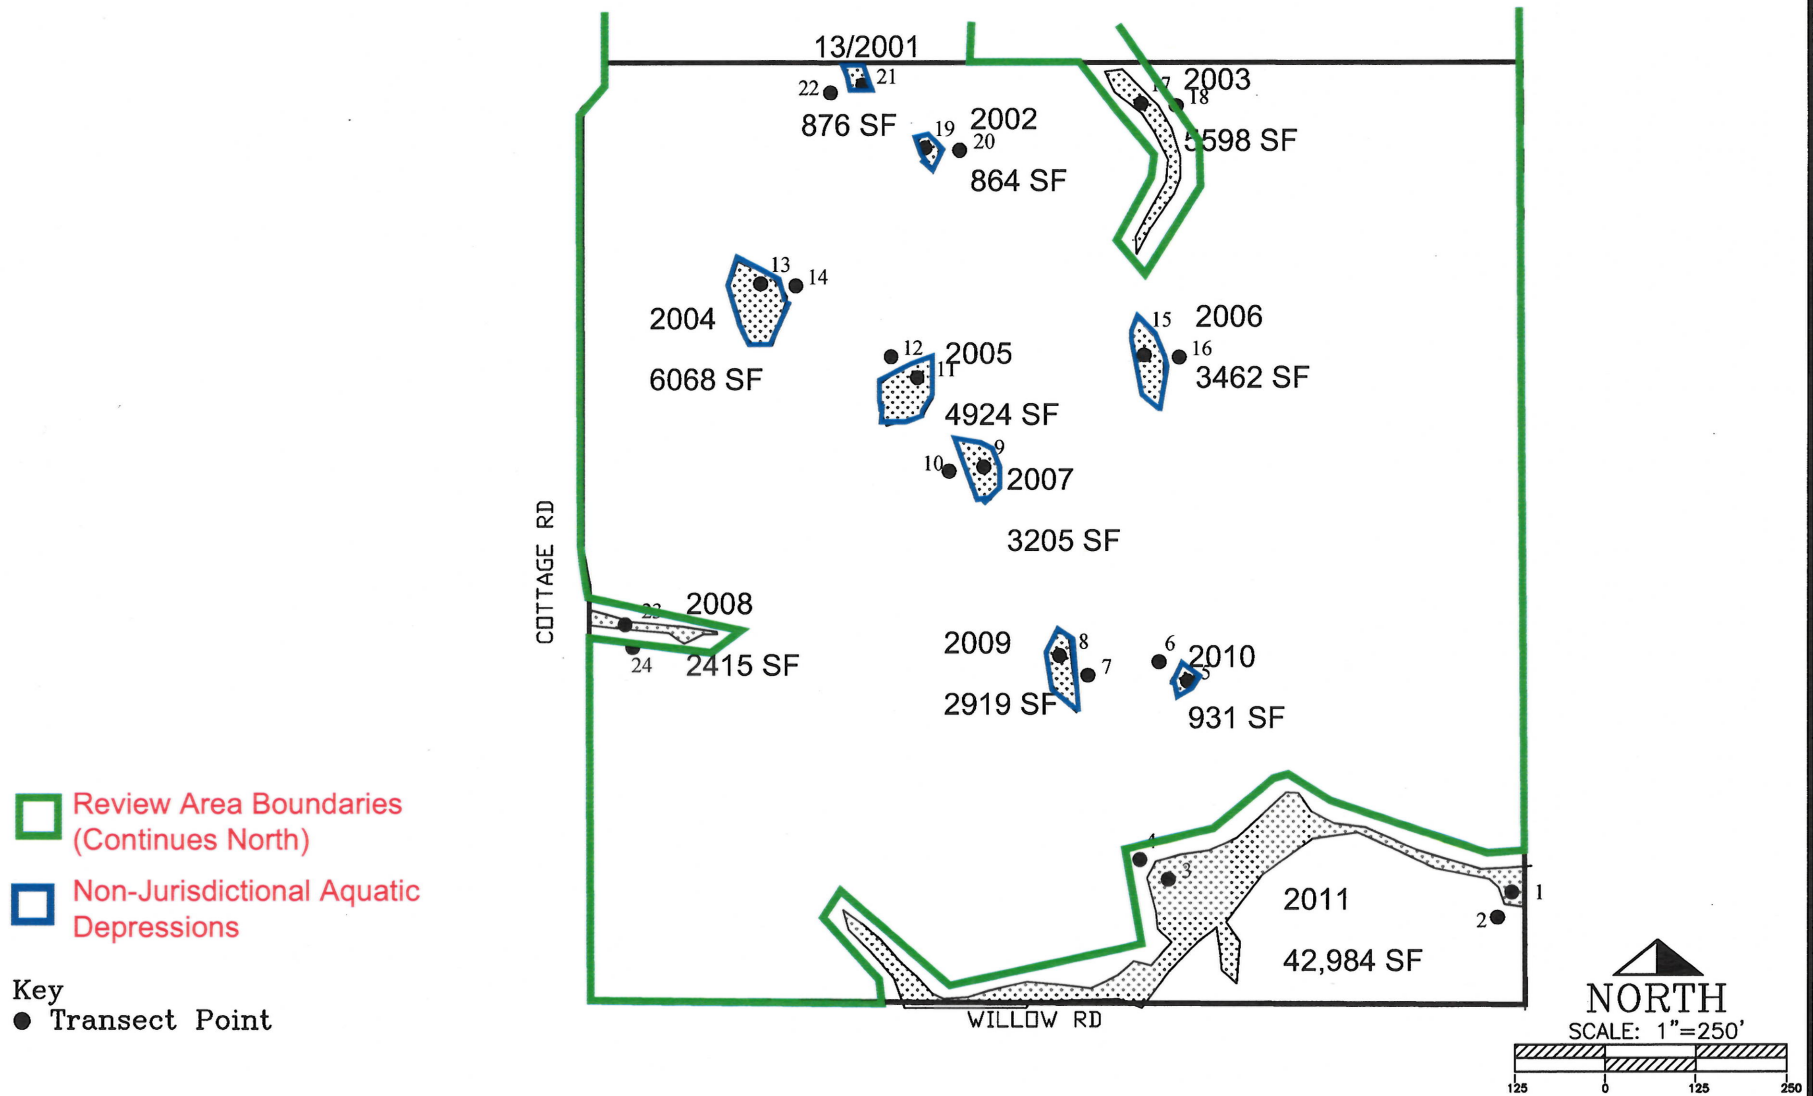 13/2001
21
22
876 SF
2003
17
18
5598 SF
2002
19
20
864 SF
13
14
2004
6068 SF
12
2005
11
4924 SF
15
2006
16
3462 SF
9
10
2007
3205 SF
COTTAGE RD
23
2008
24
2415 SF
2009
8
7
2919 SF
6
2010
5
931 SF
4
3
2011
1
2
42,984 SF
WILLOW RD
Review Area Boundaries
(Continues North)
Non-Jurisdictional Aquatic
Depressions
Key
Transect Point
NORTH
SCALE: 1"=250'
125 0 125 250